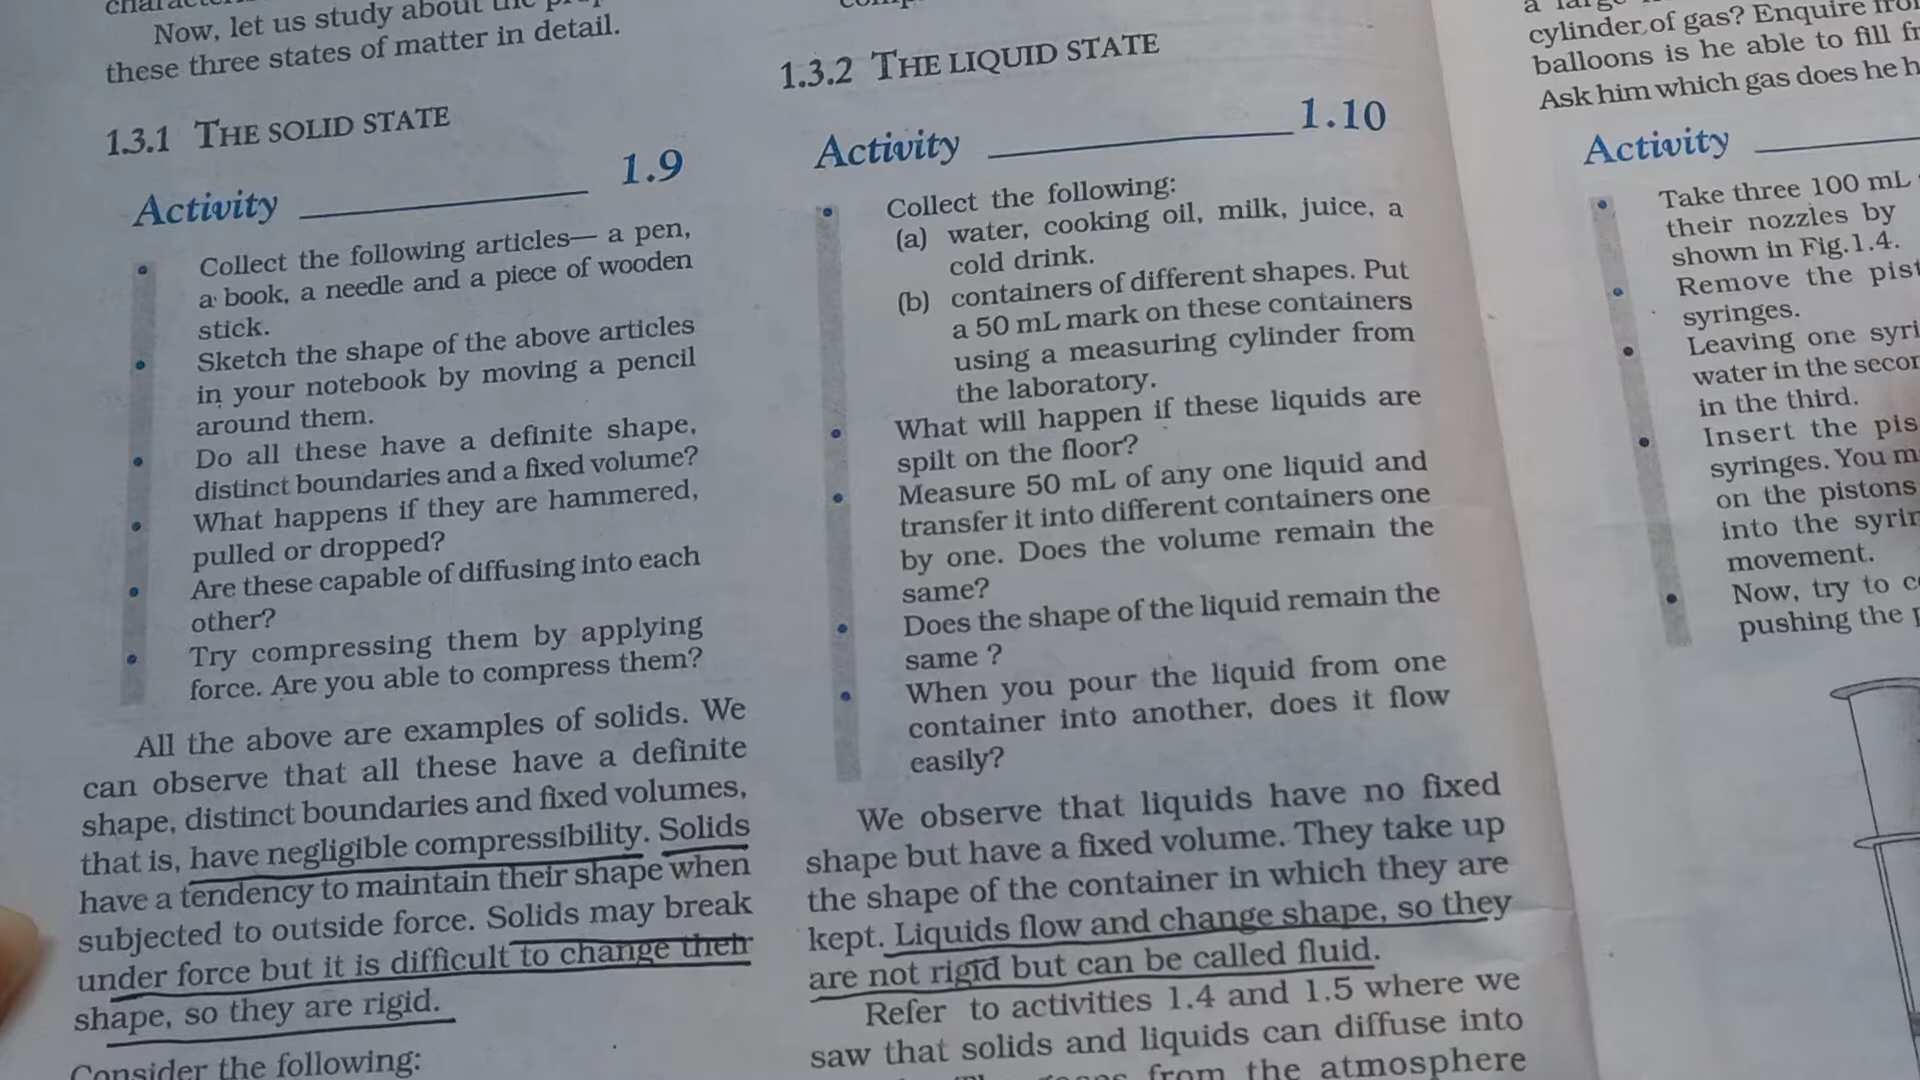 Now, let us study about the
these three states of matter in detail.
1.3.1 THE SOLID STATE
Activity 1.9
• Collect the following articles— a pen,
a book, a needle and a piece of wooden
stick.
• Sketch the shape of the above articles
in your notebook by moving a pencil
around them.
• Do all these have a definite shape,
distinct boundaries and a fixed volume?
• What happens if they are hammered,
pulled or dropped?
• Are these capable of diffusing into each
other?
• Try compressing them by applying
force. Are you able to compress them?
All the above are examples of solids. We
can observe that all these have a definite
shape, distinct boundaries and fixed volumes,
that is, have negligible compressibility. Solids
have a tendency to maintain their shape when
subjected to outside force. Solids may break
under force but it is difficult to change their
shape, so they are rigid.
Consider the following:
1.3.2 THE LIQUID STATE
Activity 1.10
• Collect the following:
(a) water, cooking oil, milk, juice, a
cold drink.
(b) containers of different shapes. Put
a 50 mL mark on these containers
using a measuring cylinder from
the laboratory.
• What will happen if these liquids are
spilt on the floor?
• Measure 50 mL of any one liquid and
transfer it into different containers one
by one. Does the volume remain the
same?
• Does the shape of the liquid remain the
same ?
• When you pour the liquid from one
container into another, does it flow
easily?
We observe that liquids have no fixed
shape but have a fixed volume. They take up
the shape of the container in which they are
kept. Liquids flow and change shape, so they
are not rigid but can be called fluid.
Refer to activities 1.4 and 1.5 where we
saw that solids and liquids can diffuse into
from the atmosphere
a large
cylinder of gas? Enquire
balloons is he able to fill
Ask him which gas does he
Activity
• Take three 100 mL
their nozzles by
shown in Fig.1.4.
• Remove the
syringes.
• Leaving one
water in the
in the third.
• Insert the
syringes. You
on the pistons
into the
movement.
• Now, try to
pushing the